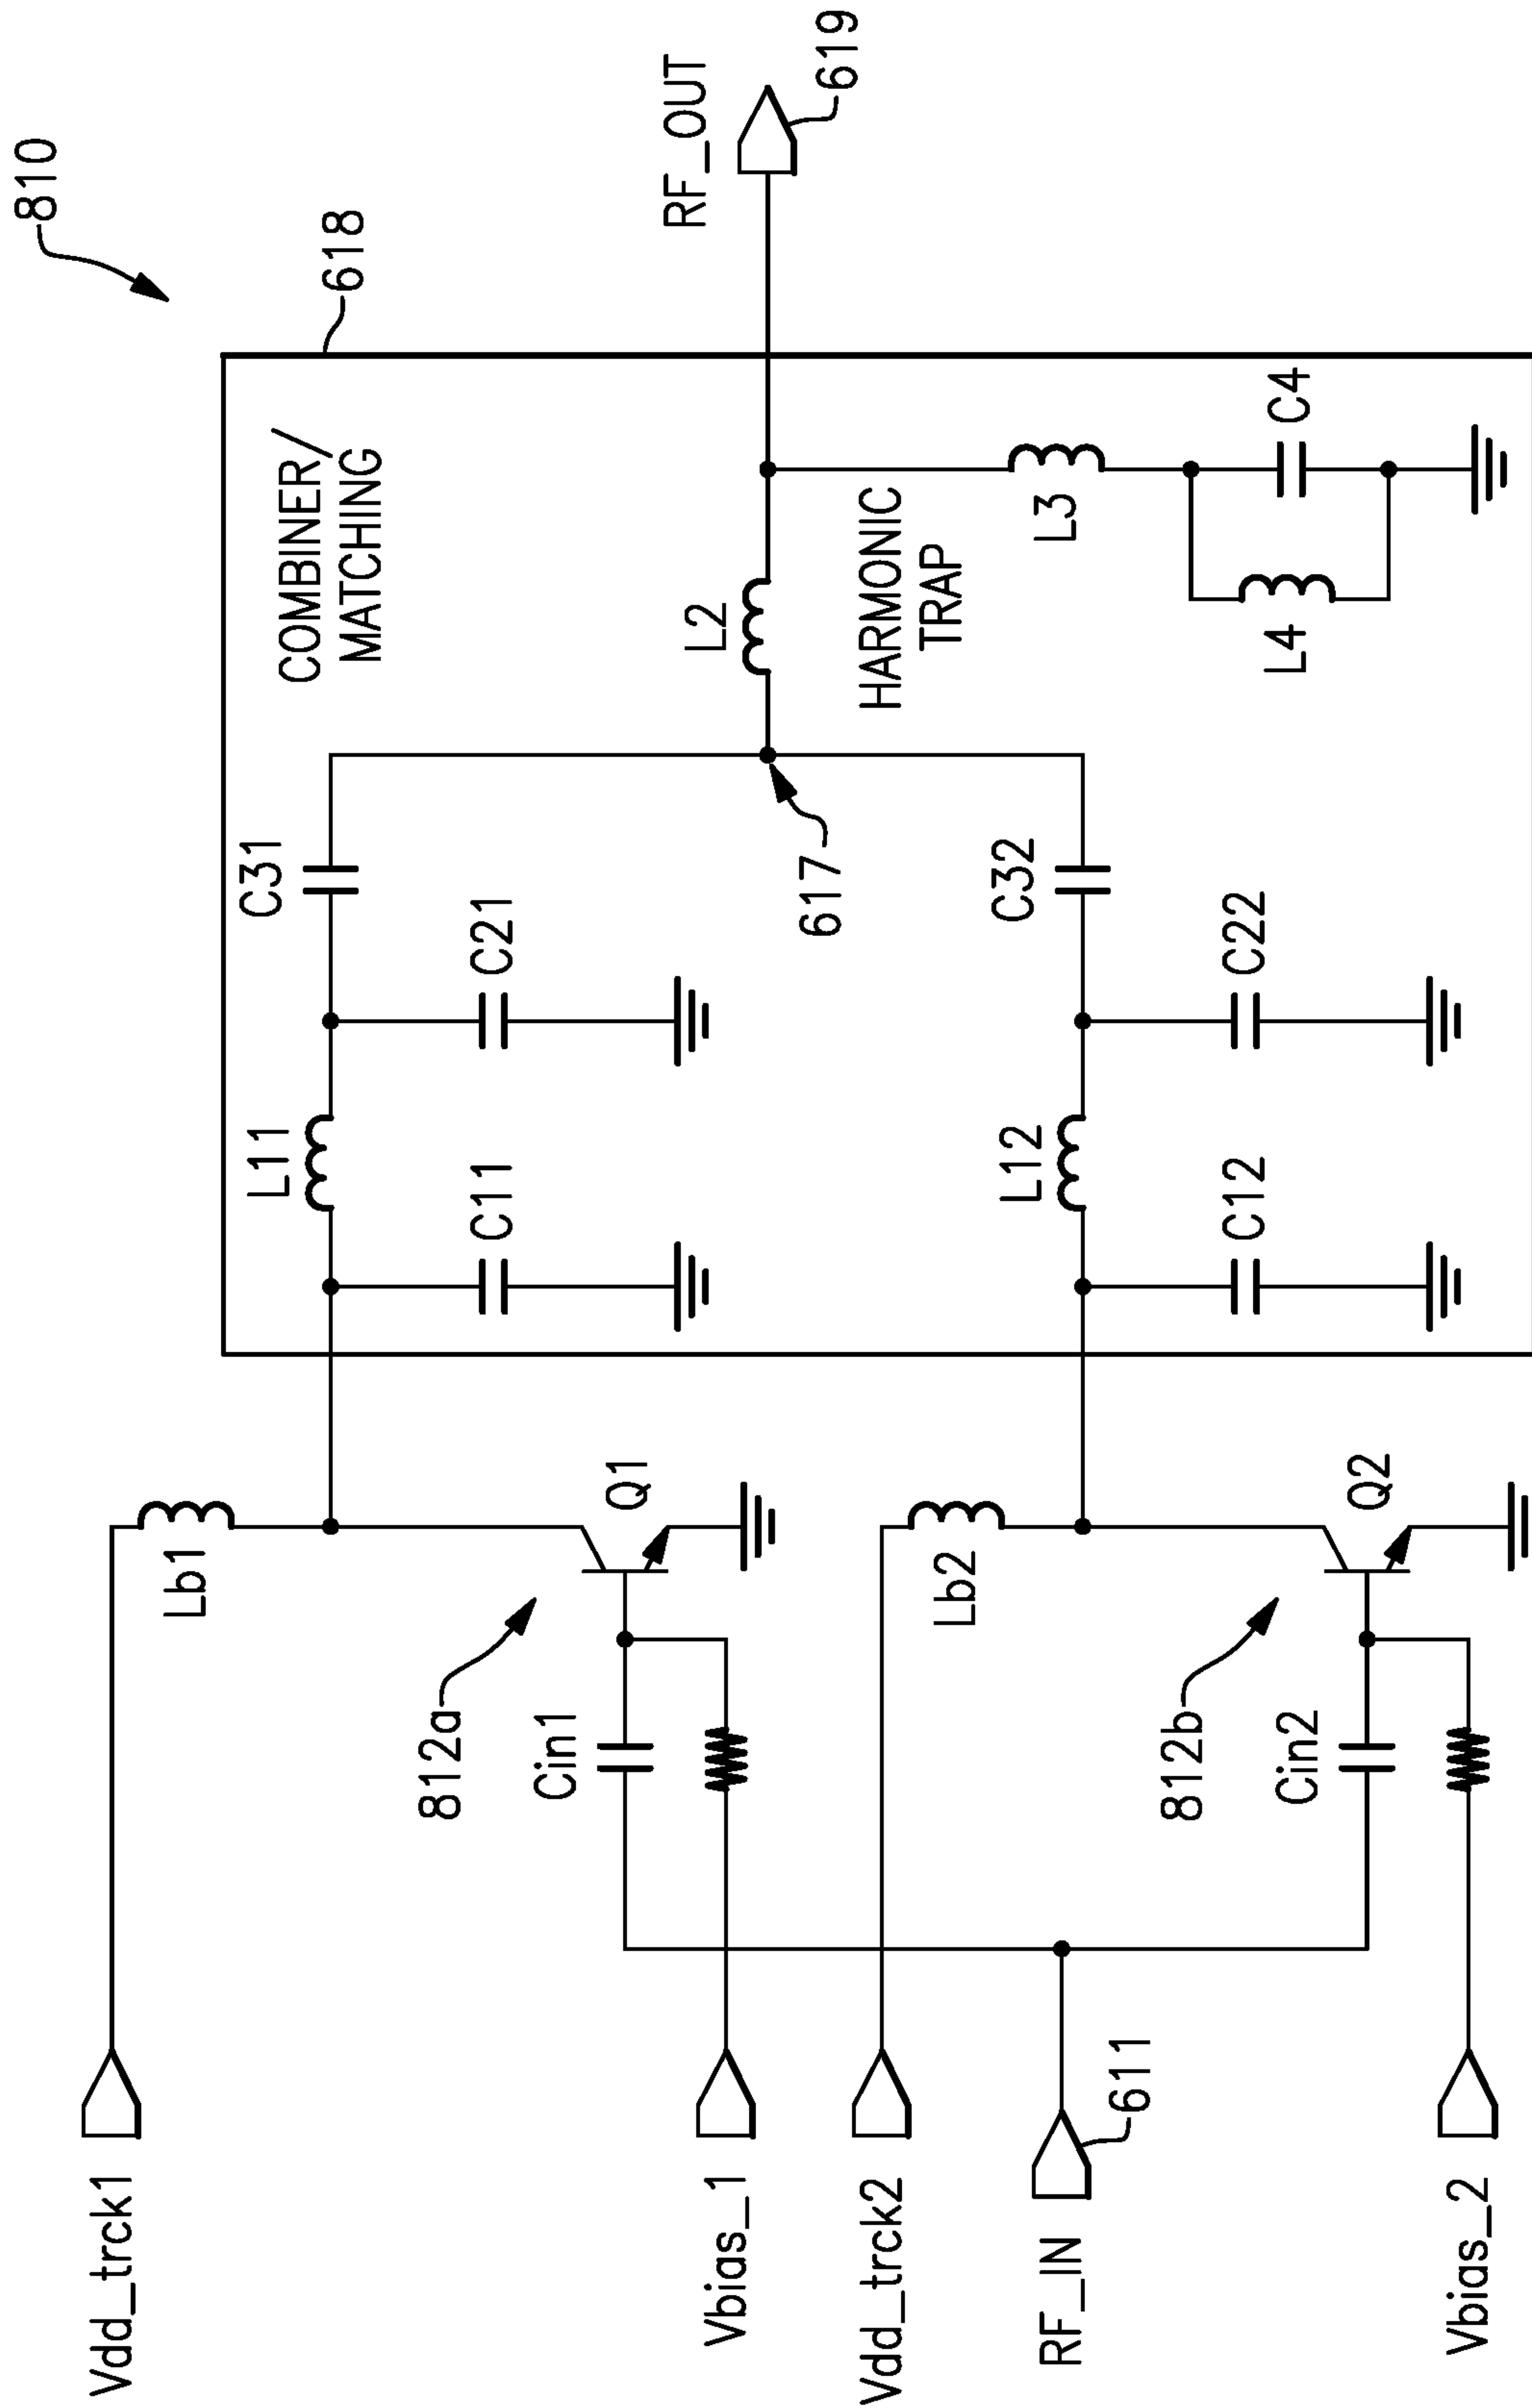 810
618
COMBINER/
MATCHING
RF_OUT
619
Vdd_trck1
Lb1
L11
C31
C11
C21
812a
Q1
Cin1
Vbias_1
617
L2
HARMONIC
TRAP
L3
C4
L4
Vdd_trck2
Lb2
L12
C32
C12
C22
RF_IN
611
812b
Q2
Cin2
Vbias_2